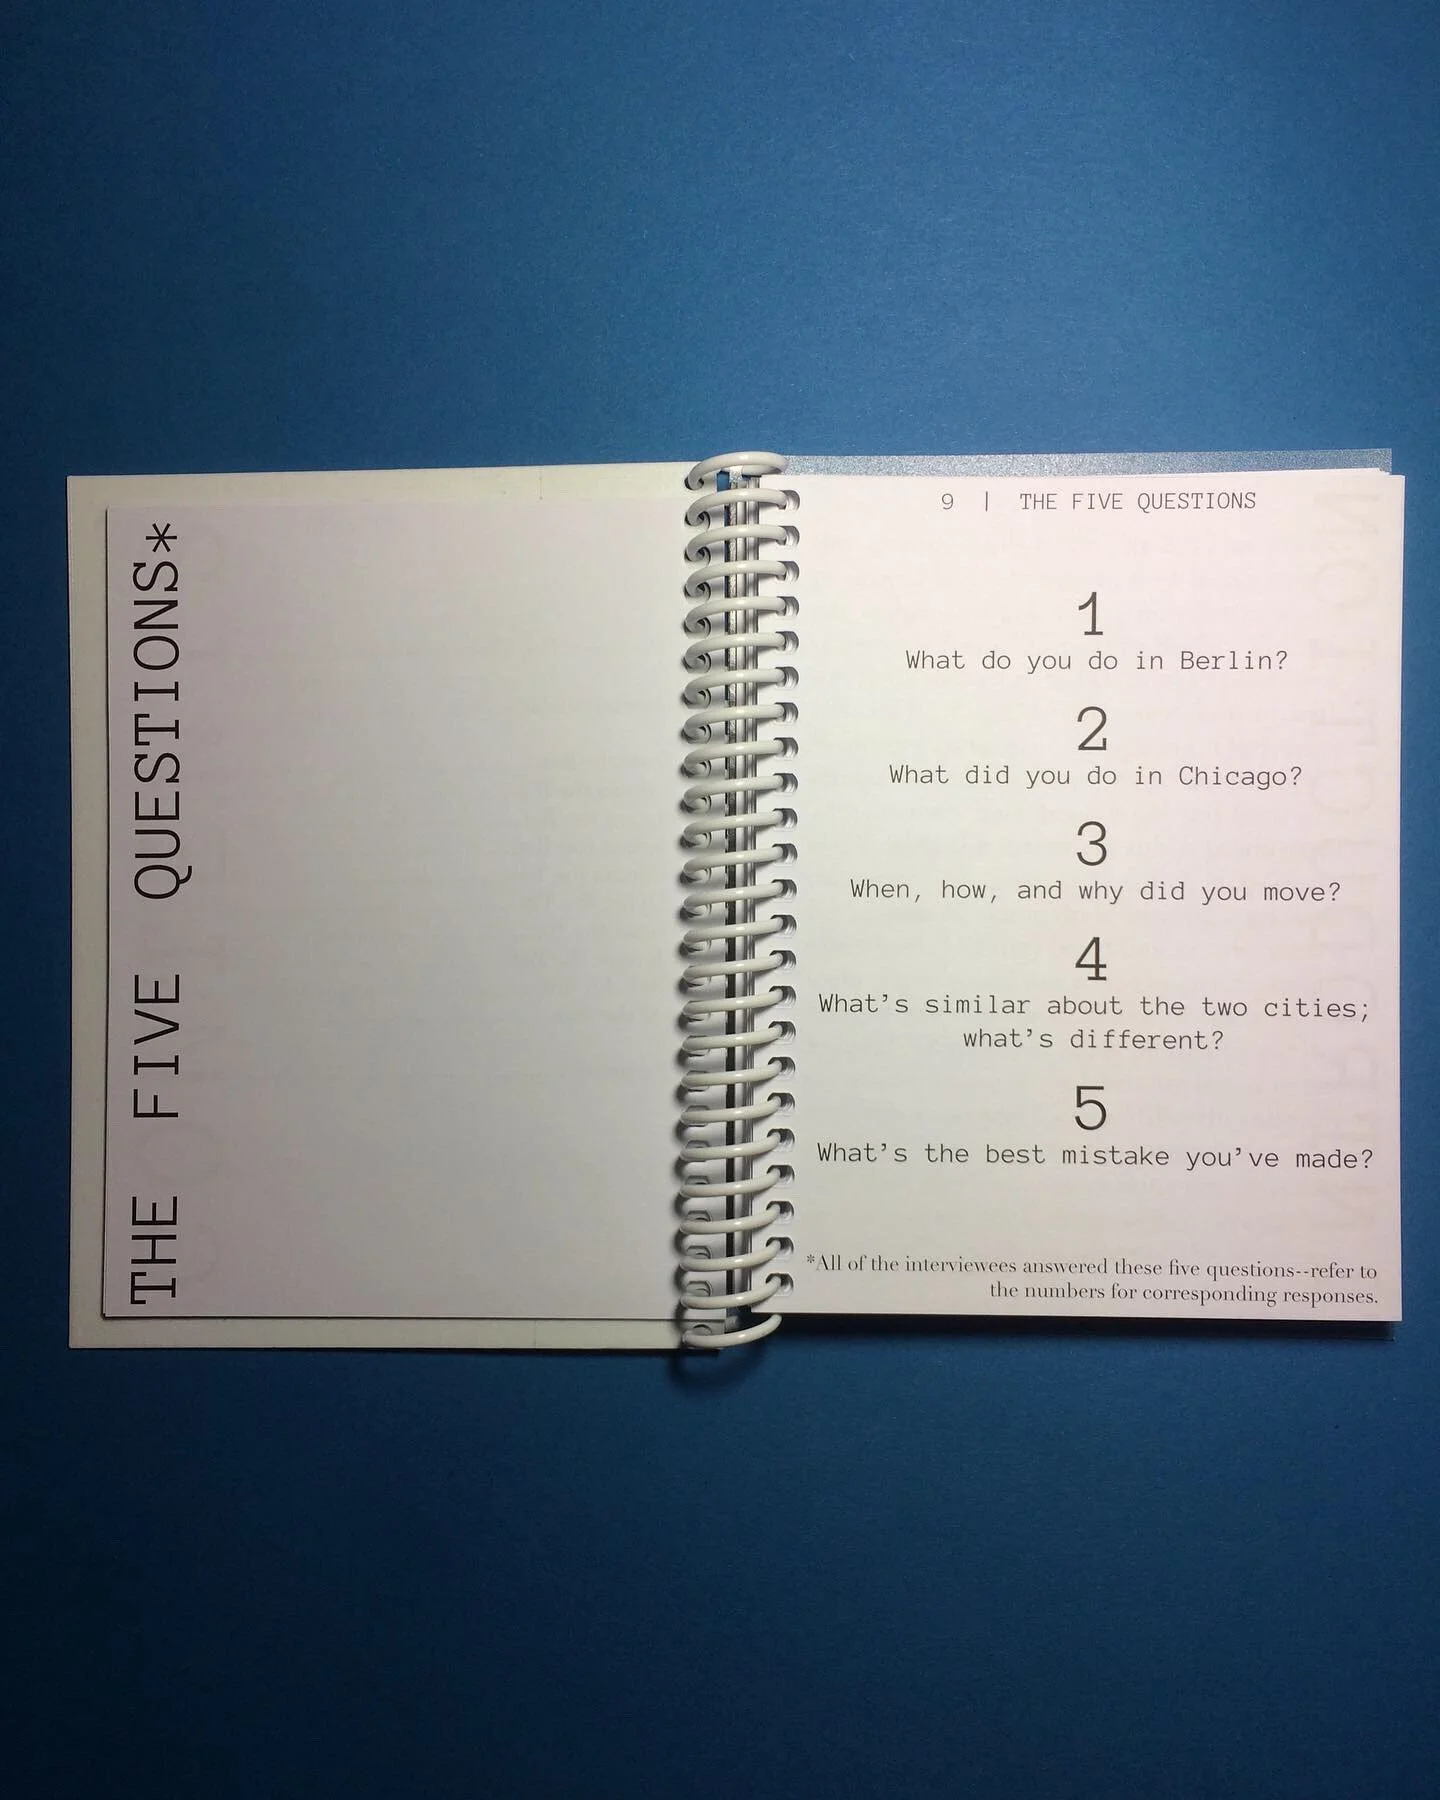 THE FIVE QUESTIONS*
9 | THE FIVE QUESTIONS
1
What do you do in Berlin?
2
What did you do in Chicago?
3
When, how, and why did you move?
4
What's similar about the two cities;
what's different?
5
What's the best mistake you've made?
*All of the interviewees answered these five questions--refer to
the numbers for corresponding responses.